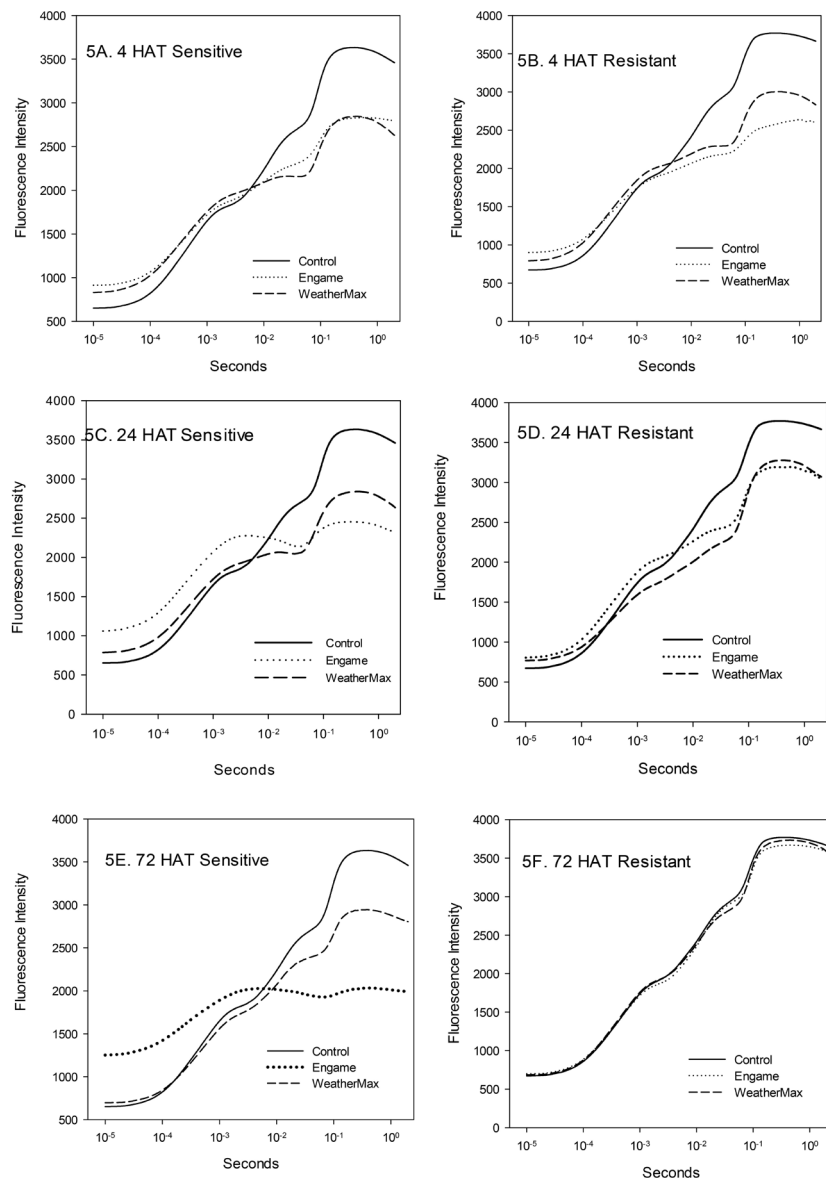 5A. 4 HAT Sensitive
Fluorescence Intensity
4000
3500
3000
2500
2000
1500
1000
500
Control
Engame
WeatherMax
10-5 10-4 10-3 10-2 10-1 100
Seconds
5B. 4 HAT Resistant
Fluorescence Intensity
4000
3500
3000
2500
2000
1500
1000
500
0
Control
Engame
WeatherMax
10-5 10-4 10-3 10-2 10-1 100
Seconds
5C. 24 HAT Sensitive
Fluorescence Intensity
4000
3500
3000
2500
2000
1500
1000
500
0
Control
Engame
WeatherMax
10-5 10-4 10-3 10-2 10-1 100
Seconds
5D. 24 HAT Resistant
Fluorescence Intensity
4000
3500
3000
2500
2000
1500
1000
500
0
Control
Engame
WeatherMax
10-5 10-4 10-3 10-2 10-1 100
Seconds
5E. 72 HAT Sensitive
Fluorescence Intensity
4000
3500
3000
2500
2000
1500
1000
500
Control
Engame
WeatherMax
10-5 10-4 10-3 10-2 10-1 100
Seconds
5F. 72 HAT Resistant
Fluorescence Intensity
4000
3500
3000
2500
2000
1500
1000
500
0
Control
Engame
WeatherMax
10-5 10-4 10-3 10-2 10-1 100
Seconds